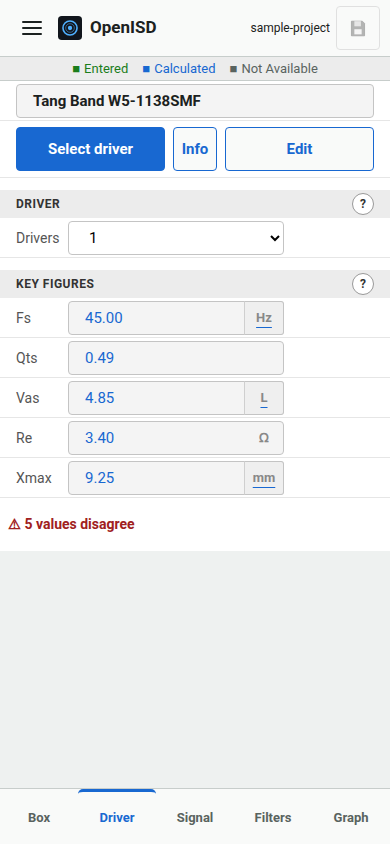 OpenISD
sample-project
Entered
Calculated
Not Available
Tang Band W5-1138SMF
Select driver
Info
Edit
DRIVER
?
Drivers
1
KEY FIGURES
?
Fs
45.00
Hz
Qts
0.49
Vas
4.85
L
Re
3.40
Ω
Xmax
9.25
mm
⚠ 5 values disagree
Box
Driver
Signal
Filters
Graph